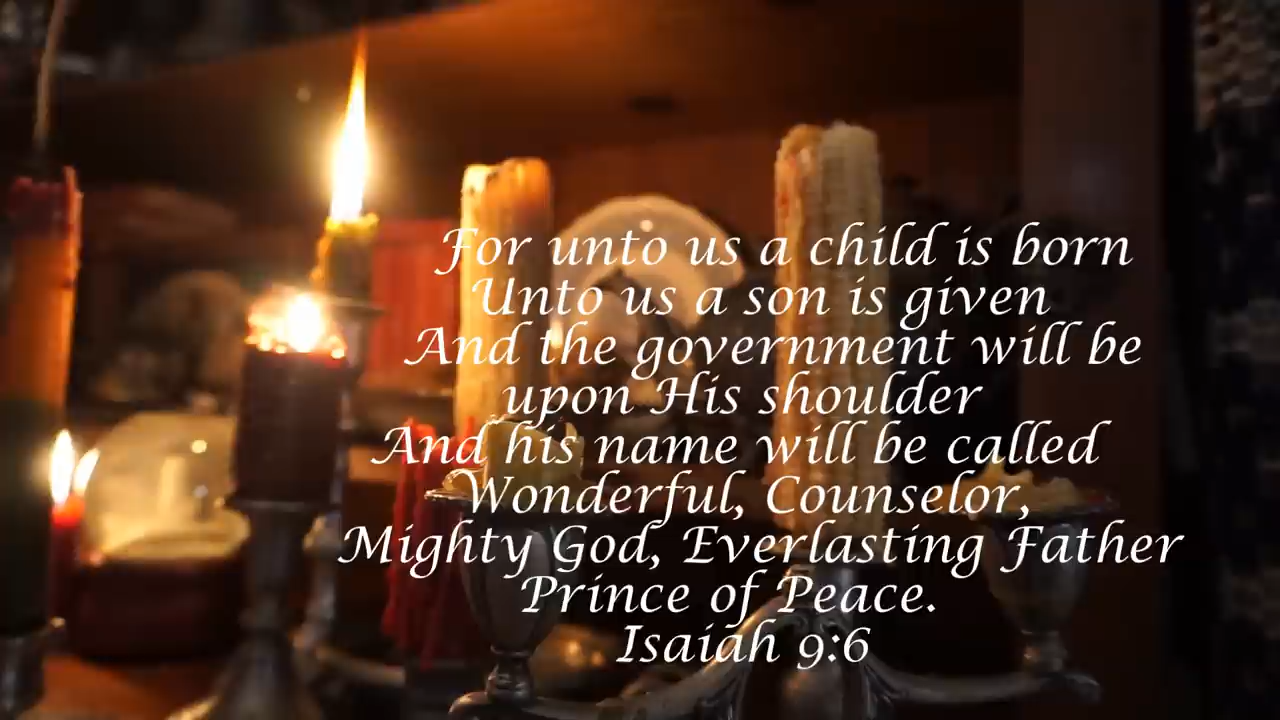 For unto us a child is born
Unto us a son is given
And the government will be
upon His shoulder
And his name will be called
Wonderful, Counselor,
Mighty God, Everlasting Father
Prince of Peace.
Isaiah 9:6